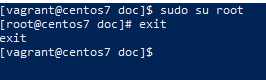 [vagrant@centos7 doc]$ sudo su root
[root@centos7 doc]# exit
exit
[vagrant@centos7 doc]$